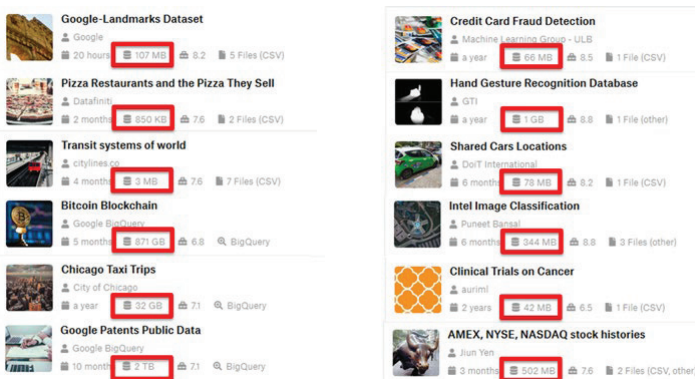 Google-Landmarks Dataset
Google
20 hours 107 MB 8.2 5 Files (CSV)
Pizza Restaurants and the Pizza They Sell
Datafiniti
2 months 850 KB 7.6 2 Files (CSV)
Transit systems of world
citylines.co
4 months 3 MB 7.6 7 Files (CSV)
Bitcoin Blockchain
Google BigQuery
5 months 871 GB 6.8 BigQuery
Chicago Taxi Trips
City of Chicago
a year 32 GB 7.1 BigQuery
Google Patents Public Data
Google BigQuery
10 month 2 TB 7.1 BigQuery
Credit Card Fraud Detection
Machine Learning Group - ULB
a year 66 MB 8.5 1 File (CSV)
Hand Gesture Recognition Database
GTI
a year 1 GB 8.8 1 File (other)
Shared Cars Locations
DoiT International
6 months 78 MB 8.2 1 File (CSV)
Intel Image Classification
Puneet Bansal
6 months 344 MB 8.8 3 Files (other)
Clinical Trials on Cancer
auriml
2 years 42 MB 6.5 1 File (CSV)
AMEX, NYSE, NASDAQ stock histories
Jiun Yen
3 months 502 MB 7.6 2 Files (CSV, other